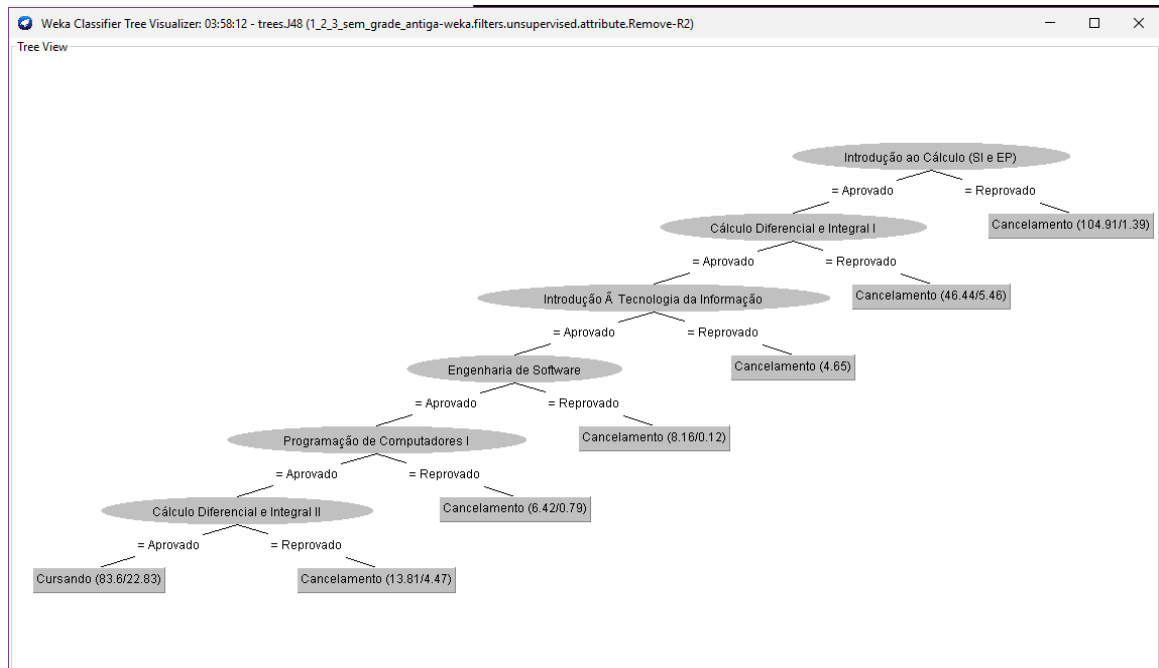 Weka Classifier Tree Visualizer: 03:58:12 - trees.J48 (1_2_3_sem_grade_antiga-weka.filters.unsupervised.attribute.Remove-R2)
Tree View
Introdução ao Cálculo (SI e EP)
= Aprovado
= Reprovado
Cálculo Diferencial e Integral I
Cancelamento (104.91/1.39)
= Aprovado
= Reprovado
Introdução Ã Tecnologia da Informação
Cancelamento (46.44/5.46)
= Aprovado
= Reprovado
Engenharia de Software
Cancelamento (4.65)
= Aprovado
= Reprovado
Programação de Computadores I
Cancelamento (8.16/0.12)
= Aprovado
= Reprovado
Cálculo Diferencial e Integral II
Cancelamento (6.42/0.79)
= Aprovado
= Reprovado
Cursando (83.6/22.83)
Cancelamento (13.81/4.47)